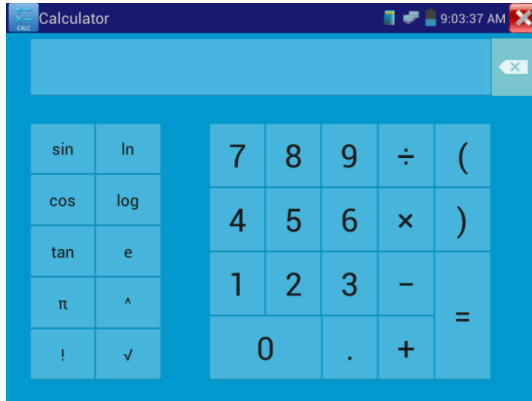 Calculator 9:03:37 AM
CALC
sin ln 7 8 9 ÷ (
cos log 4 5 6 × )
tan e 1 2 3 − =
π ^ 0 . +
! √